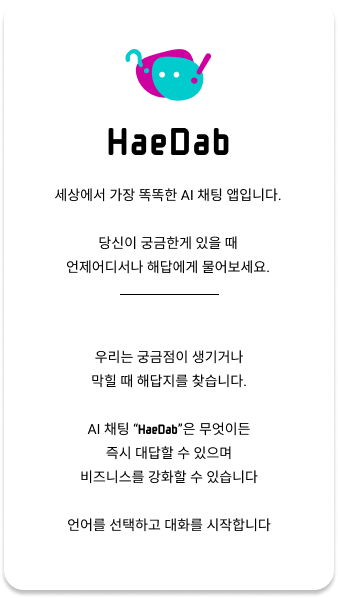 HaeDab
세상에서 가장 똑똑한 AI 채팅 앱입니다.
당신이 궁금한게 있을 때
언제어디서나 해답에게 물어보세요.
우리는 궁금점이 생기거나
막힐 때 해답지를 찾습니다.
AI 채팅 “HaeDab”은 무엇이든
즉시 대답할 수 있으며
비즈니스를 강화할 수 있습니다
언어를 선택하고 대화를 시작합니다